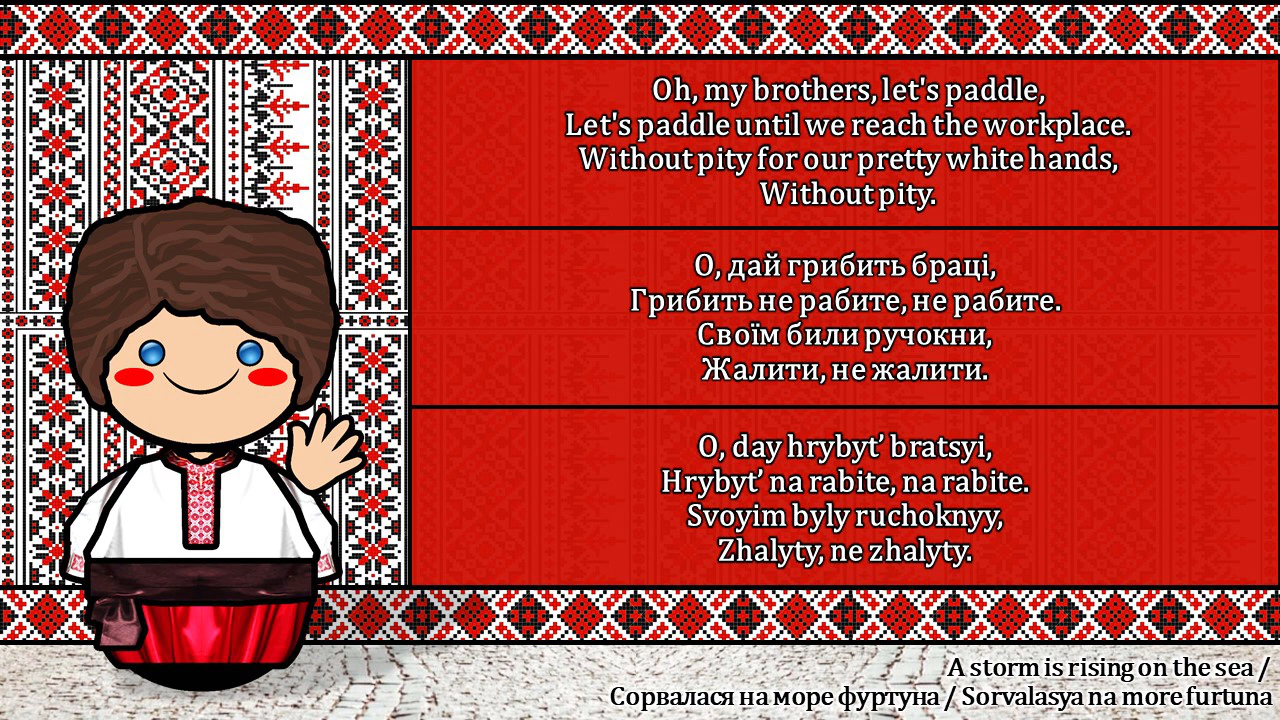 Oh, my brothers, let's paddle,
Let's paddle until we reach the workplace.
Without pity for our pretty white hands,
Without pity.
О, дай грибить браці,
Грибить не рабите, не рабите.
Своїм били ручокни,
Жалити, не жалити.
O, day hrybyt’ bratsyi,
Hrybyt’ na rabite, na rabite.
Svoyim byly ruchoknyy,
Zhalyty, ne zhalyty.
A storm is rising on the sea /
Сорвалася на море фуртуна / Sorvalasya na more furtuna